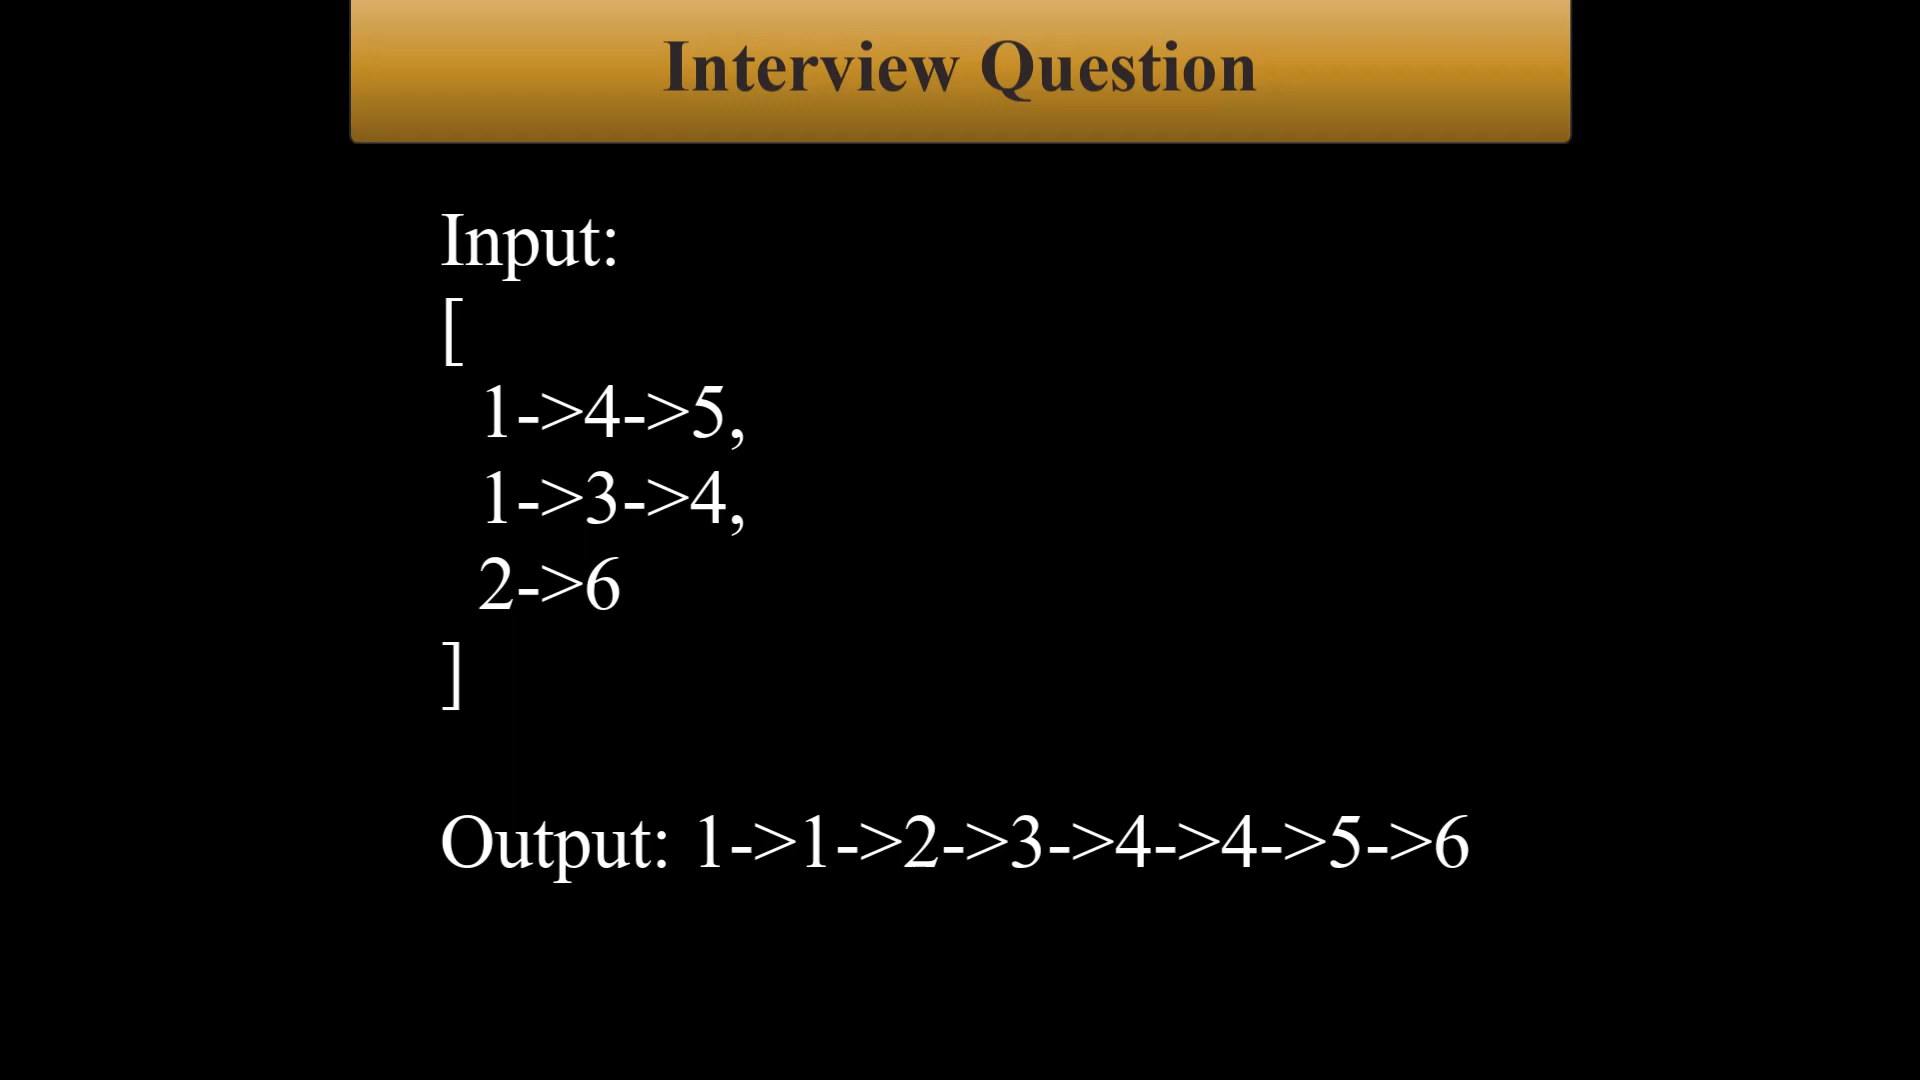 Interview Question
Input:
[
1->4->5,
1->3->4,
2->6
]
Output: 1->1->2->3->4->4->5->6